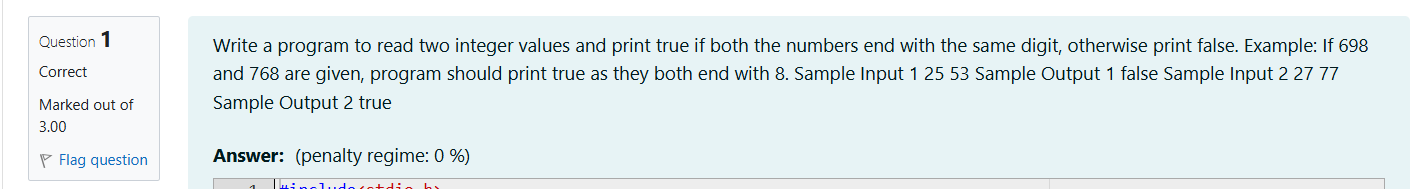 Question 1
Correct
Marked out of
3.00
Flag question
Write a program to read two integer values and print true if both the numbers end with the same digit, otherwise print false. Example: If 698
and 768 are given, program should print true as they both end with 8. Sample Input 1 25 53 Sample Output 1 false Sample Input 2 27 77
Sample Output 2 true
Answer: (penalty regime: 0 %)
1 #include<stdio.h>